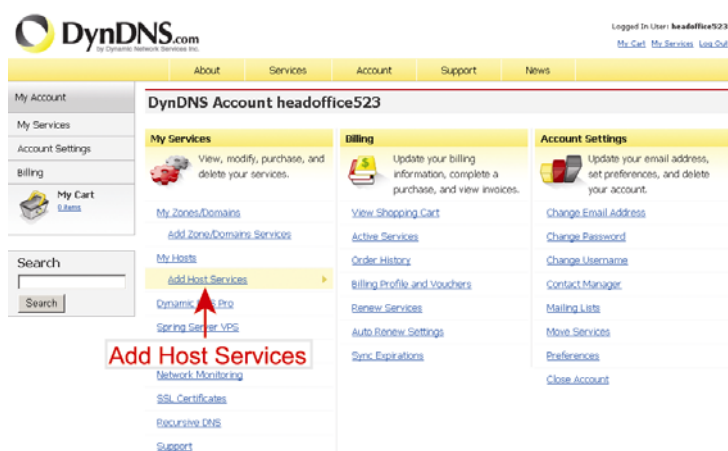 DynDNS.com
by Dynamic Network Services Inc.
Logged In User: headoffice523
My Cart My Services Log Out
About Services Account Support News
My Account
My Services
Account Settings
Billing
My Cart
0 items
Search
Search
DynDNS Account headoffice523
My Services
View, modify, purchase, and
delete your services.
My Zones/Domains
Add Zone/Domains Services
My Hosts
Add Host Services
Dynamic Pro
Spring Server VPS
Add Host Services
Network Monitoring
SSL Certificates
Recursive DNS
Support
Billing
Update your billing
information, complete a
purchase, and view invoices.
View Shopping Cart
Active Services
Order History
Billing Profile and Vouchers
Renew Services
Auto Renew Settings
Sync Expirations
Account Settings
Update your email address,
set preferences, and delete
your account.
Change Email Address
Change Password
Change Username
Contact Manager
Mailing Lists
Move Services
Preferences
Close Account